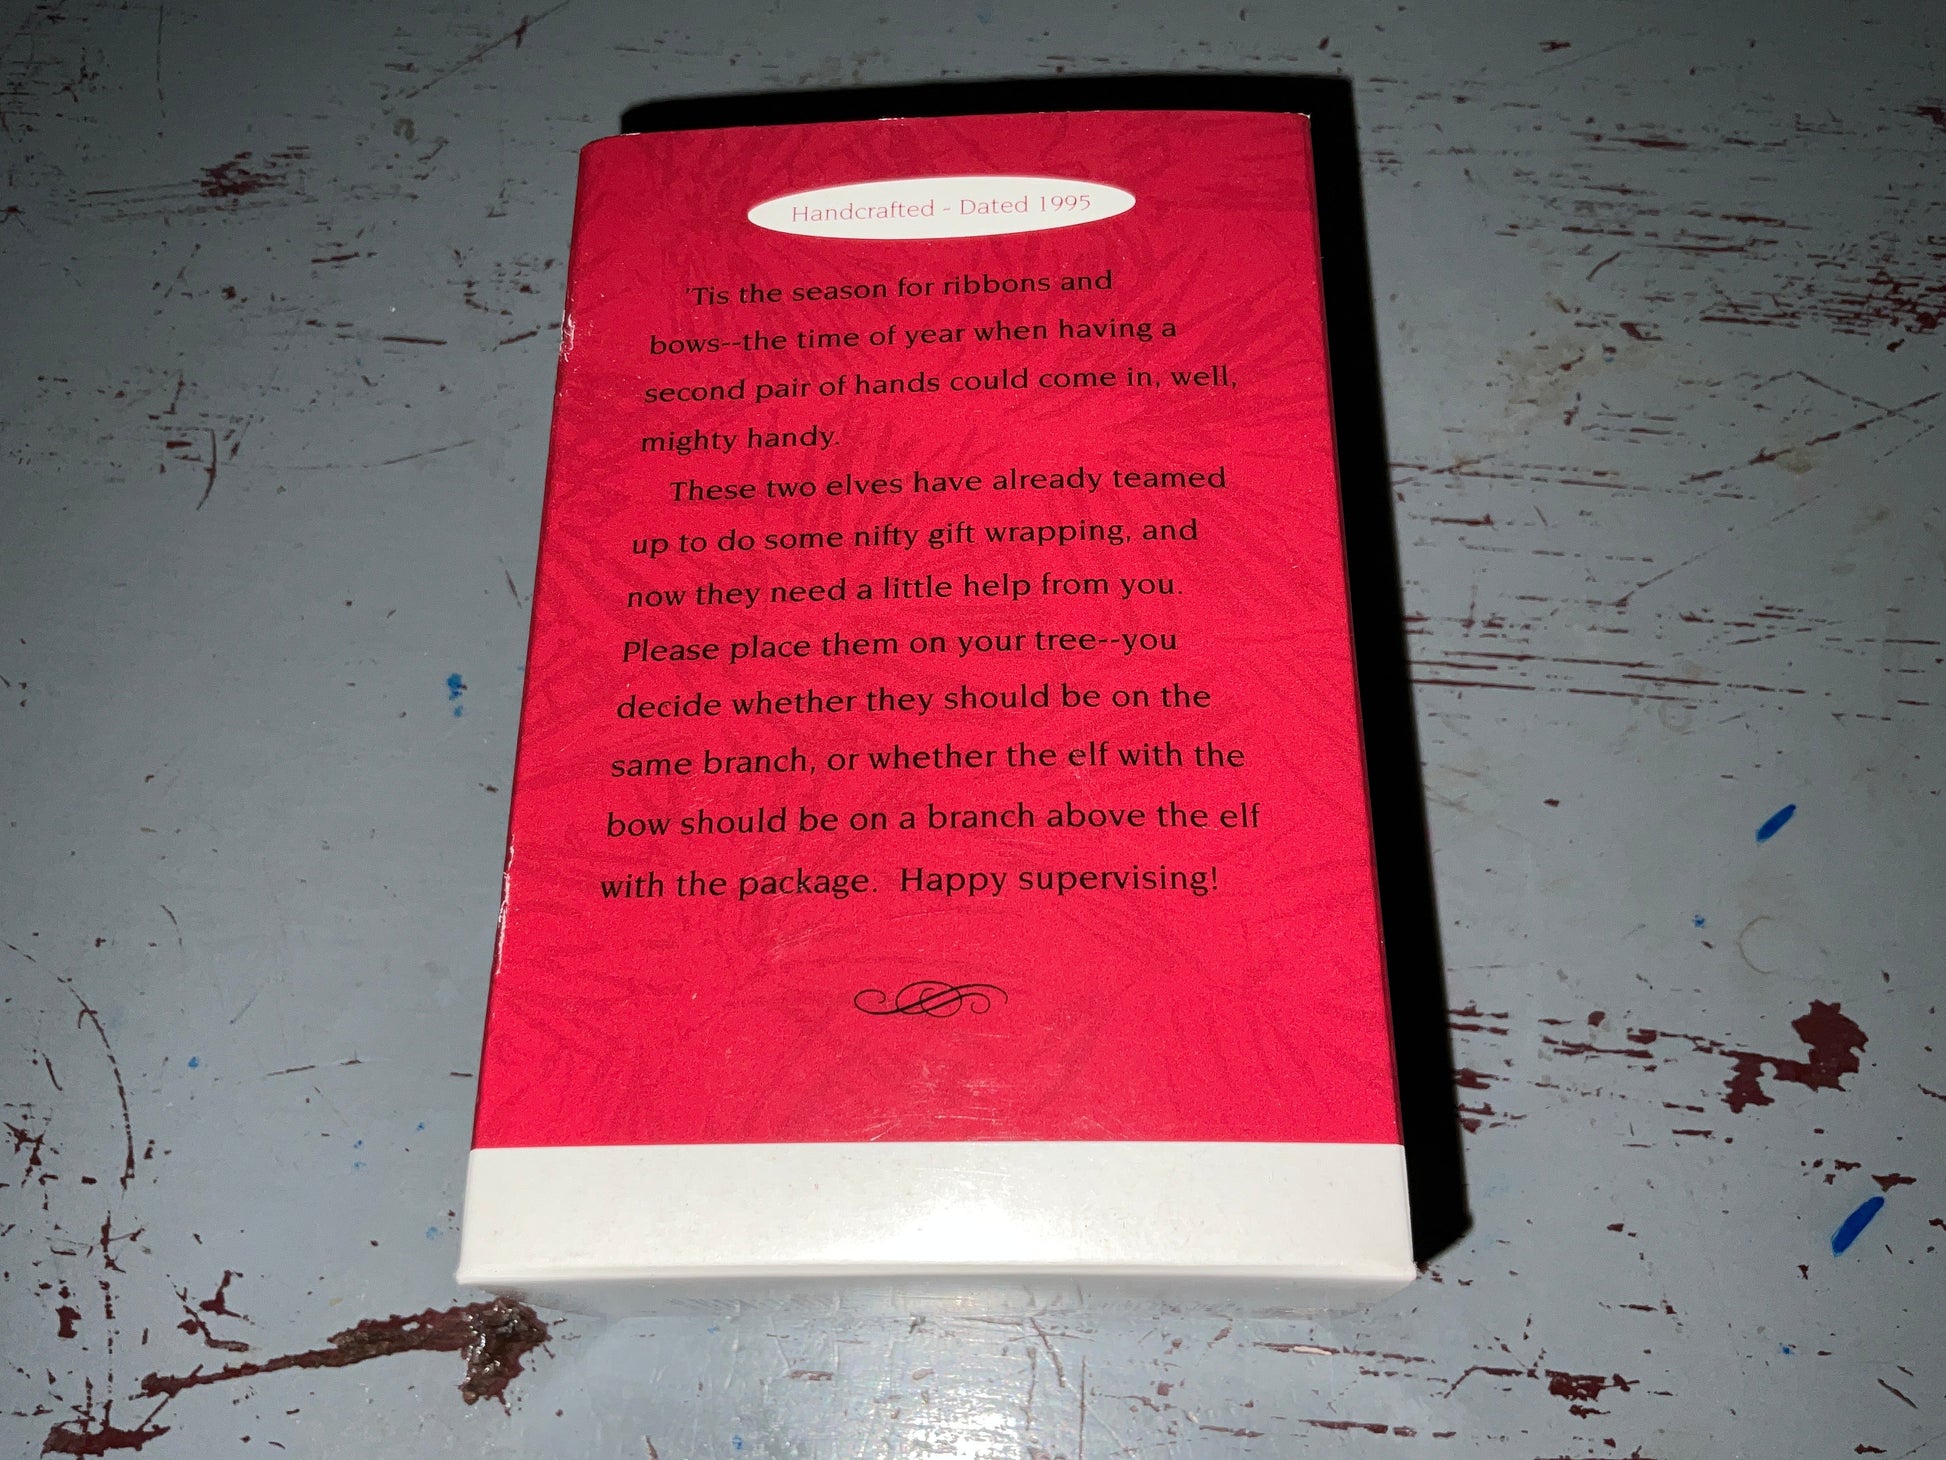 Handcrafted - Dated 1995
'Tis the season for ribbons and
bows--the time of year when having a
second pair of hands could come in, well,
mighty handy.
These two elves have already teamed
up to do some nifty gift wrapping, and
now they need a little help from you.
Please place them on your tree--you
decide whether they should be on the
same branch, or whether the elf with the
bow should be on a branch above the elf
with the package.  Happy supervising!